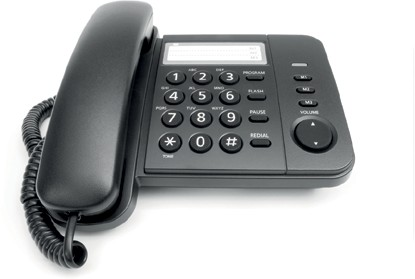 ABC DEF PROGRAM
1 2 3 M1
GHI JKL MNO FLASH
4 5 6 M2
PQRS TUV WXYZ PAUSE M3
7 8 9 VOLUME
* 0 # REDIAL
TONE